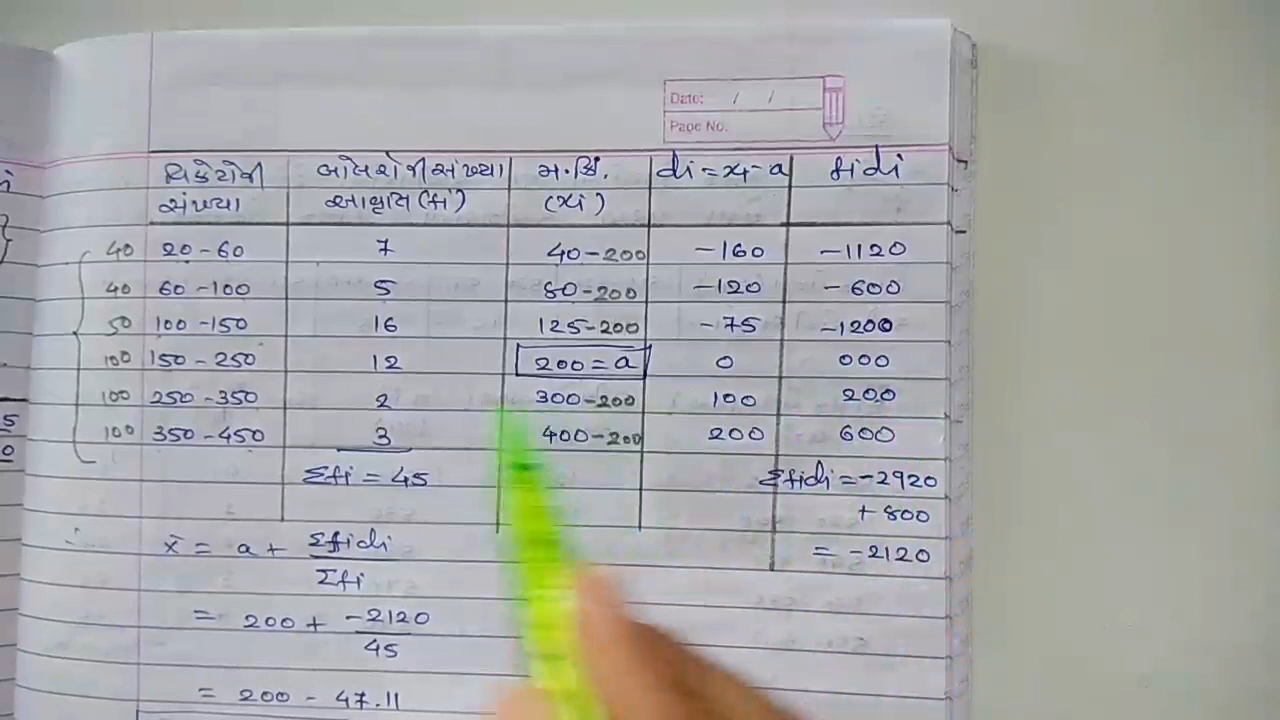 Date: / /
Page No.
વિકેટોની બોલરોની સંખ્યા મ.કિં. di = xi - a fidi
સંખ્યા આવૃત્તિ (fi) (xi)
40 20 - 60 7 40 - 200 -160 -1120
40 60 - 100 5 80 - 200 -120 - 600
50 100 - 150 16 125 - 200 - 75 -1200
100 150 - 250 12 200 = a 0 000
100 250 - 350 2 300 - 200 100 200
100 350 - 450 3 400 - 200 200 600
Σfi = 45 Σfidi = -2920
+ 800
= -2120
x̄ = a + Σfidi
Σfi
= 200 + -2120
45
= 200 - 47.11
5
0